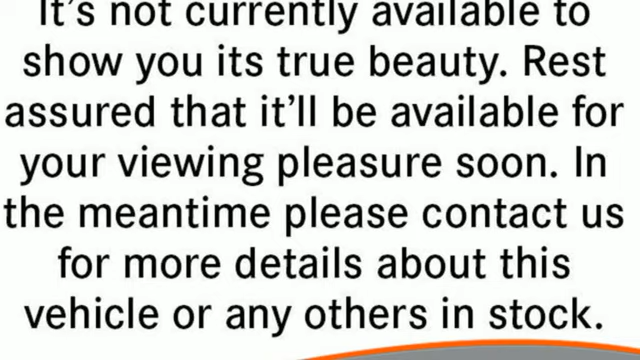 It's not currently available to
show you its true beauty. Rest
assured that it'll be available for
your viewing pleasure soon. In
the meantime please contact us
for more details about this
vehicle or any others in stock.